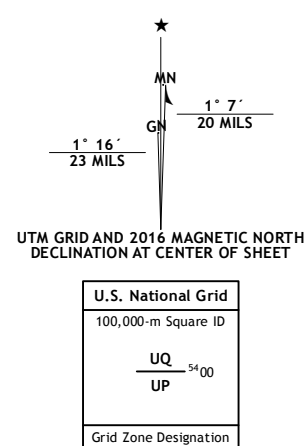 ★
MN
GN
1° 7´
20 MILS
1° 16´
23 MILS
UTM GRID AND 2016 MAGNETIC NORTH
DECLINATION AT CENTER OF SHEET
U.S. National Grid
100,000-m Square ID
UQ
5400
UP
Grid Zone Designation